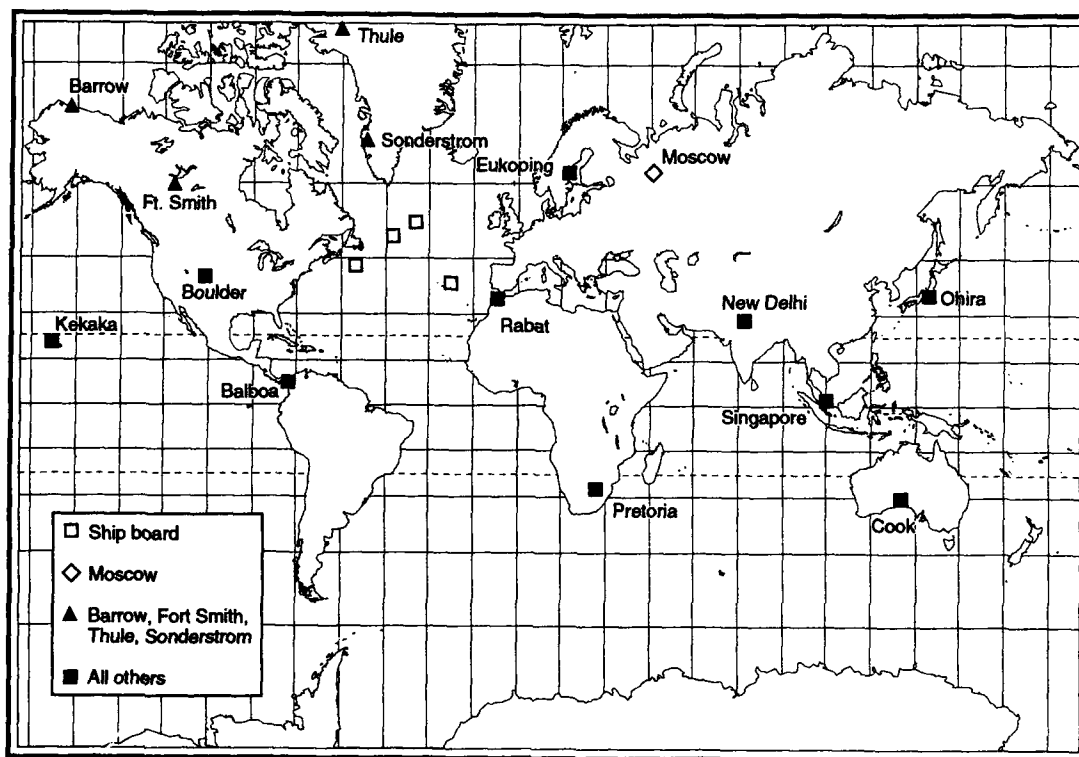 Thule
Barrow
Sonderstrom
Eukoping
Moscow
Ft. Smith
Boulder
Kekaka
New Delhi
Ohira
Rabat
Balboa
Singapore
Pretoria
Cook
Ship board
Moscow
Barrow, Fort Smith,
Thule, Sonderstrom
All others